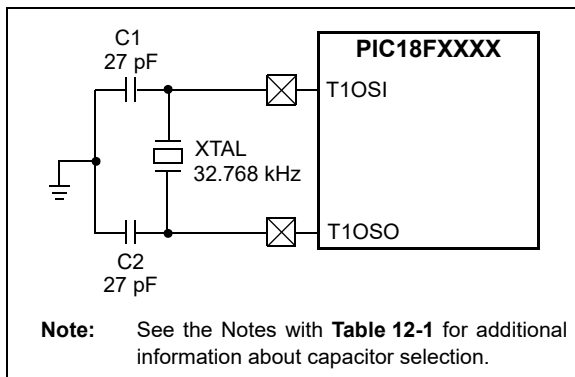 C1
27 pF
PIC18FXXXX
T1OSI
XTAL
32.768 kHz
T1OSO
C2
27 pF
Note: See the Notes with Table 12-1 for additional
information about capacitor selection.